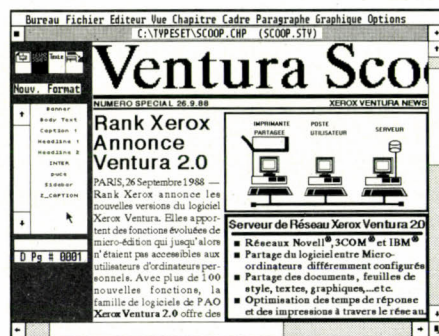 Bureau Fichier Editeur Vue Chapitre Cadre Paragraphe Graphique Options
C:\TYPESET\SCOOP.CHP (SCOOP.STY)
Nouv. Format
Banner
Body Text
Caption 1
Headline 1
Headline 2
INTER
puce
Sidebar
Z_CAPTION
D Pg # 0001
Ventura Scoo
NUMERO SPECIAL 26.9.88 XEROX VENTURA NEWS
Rank Xerox
Annonce
Ventura 2.0
PARIS, 26 Septembre 1988 —
Rank Xerox annonce les
nouvelles versions du logiciel
Xerox Ventura. Elles appor-
tent des fonctions évoluées de
micro-édition qui jusqu'alors
n'étaient pas accessibles aux
utilisateurs d'ordinateurs per-
sonnels. Avec plus de 100
nouvelles fonctions, la
famille de logiciels de PAO
Xerox Ventura 2.0 offre des
IMPRIMANTE
PARTAGEE
POSTE
UTILISATEUR
SERVEUR
Serveur de Réseau Xerox Ventura 20
■ Réseaux Novell®, 3COM® et IBM®
■ Partage du logiciel entre Micro-
ordinateurs différemment configurés
■ Partage des documents, feuilles de
style, textes, graphiques,...etc.
■ Optimisation des temps de réponse
et des impressions à travers le réseau